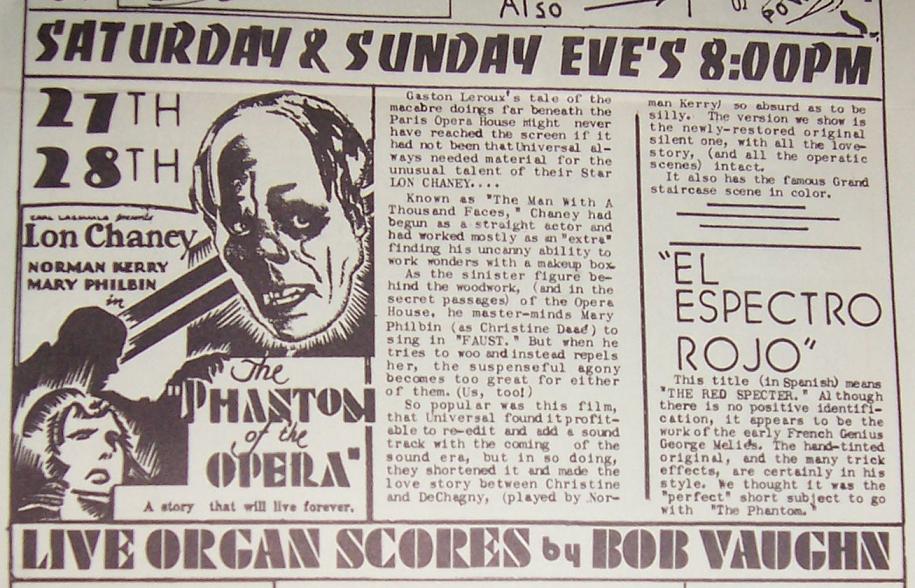 Also
SATURDAY & SUNDAY EVE'S 8:00PM
27TH
28TH
CARL LAEMMLE presents
Lon Chaney
NORMAN KERRY
MARY PHILBIN
in
The
"PHANTOM
of the
OPERA"
A story that will live forever.
Gaston Leroux's tale of the
macabre doings far beneath the
Paris Opera House might never
have reached the screen if it
had not been that Universal al-
ways needed material for the
unusual talent of their Star
LON CHANEY....
Known as "The Man With A
Thousand Faces," Chaney had
begun as a straight actor and
had worked mostly as an "extra"
finding his uncanny ability to
work wonders with a makeup box.
As the sinister figure be-
hind the woodwork, (and in the
secret passages) of the Opera
House, he master-minds Mary
Philbin (as Christine Daaé) to
sing in "FAUST." But when he
tries to woo and instead repels
her, the suspenseful agony
becomes too great for either
of them. (Us, too!)
So popular was this film,
that Universal found it profit-
able to re-edit and add a sound
track with the coming of the
sound era, but in so doing,
they shortened it and made the
love story between Christine
and DeChagny, (played by Nor-
man Kerry) so absurd as to be
silly. The version we show is
the newly-restored original
silent one, with all the love-
story, (and all the operatic
scenes) intact.
It also has the famous Grand
staircase scene in color.
"EL
ESPECTRO
ROJO"
This title (in Spanish) means
"THE RED SPECTER." Although
there is no positive identifi-
cation, it appears to be the
work of the early French Genius
George Meliés. The hand-tinted
original, and the many trick
effects, are certainly in his
style. We thought it was the
"perfect" short subject to go
with "The Phantom."
LIVE ORGAN SCORES by BOB VAUGHN